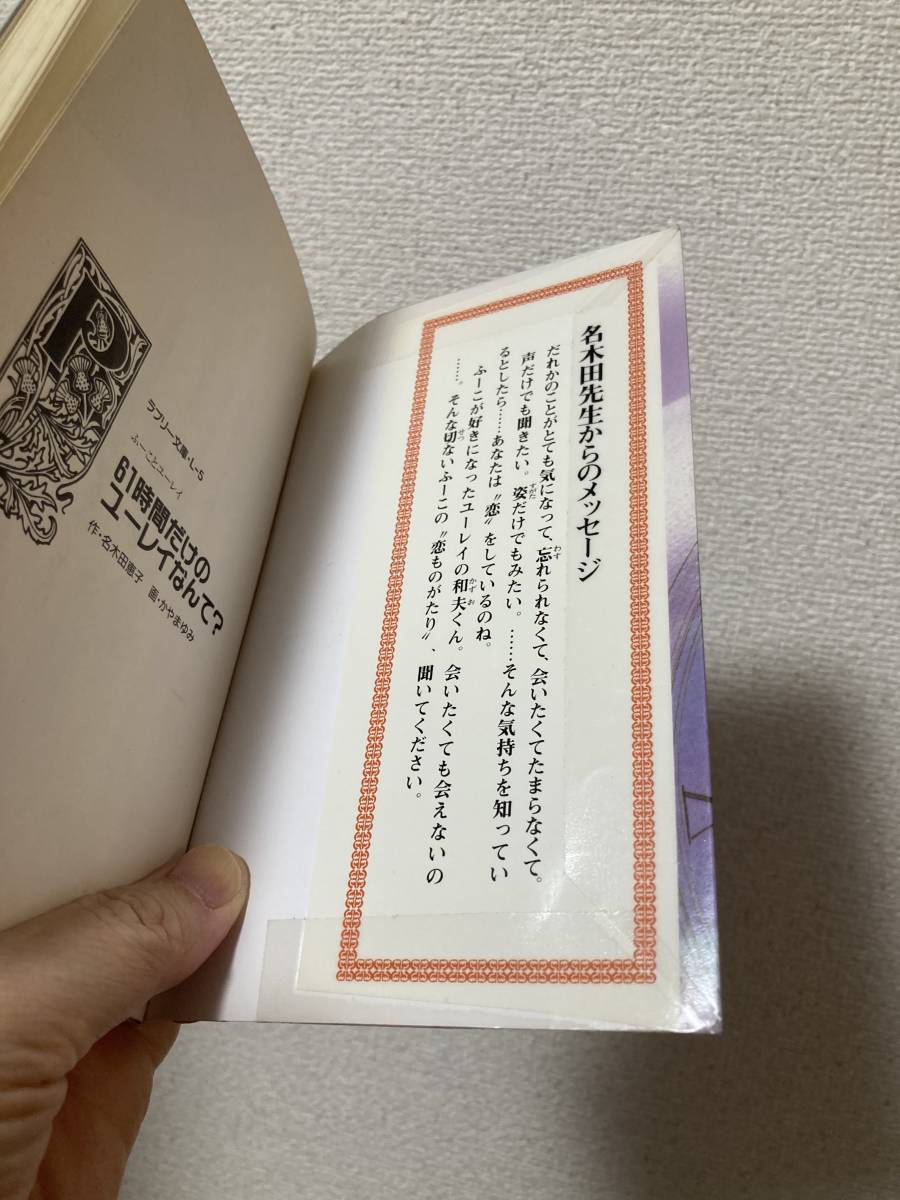 名木田先生からのメッセージ
だれかのことがとても気になって、忘れられなくて、会いたくてたまらなくて。
声だけでも聞きたい。姿だけでもみたい。……そんな気持ちを知ってい
るとしたら……あなたは〝恋〟をしているのね。
ふーこが好きになったユーレイの和夫くん。会いたくても会えないの
……。そんな切ないふーこの〝恋ものがたり〟、聞いてください。
ラブリー文庫・L-5
ふーことユーレイ
61時間だけの
ユーレイなんて?
作・名木田恵子 画・かやまゆみ
P